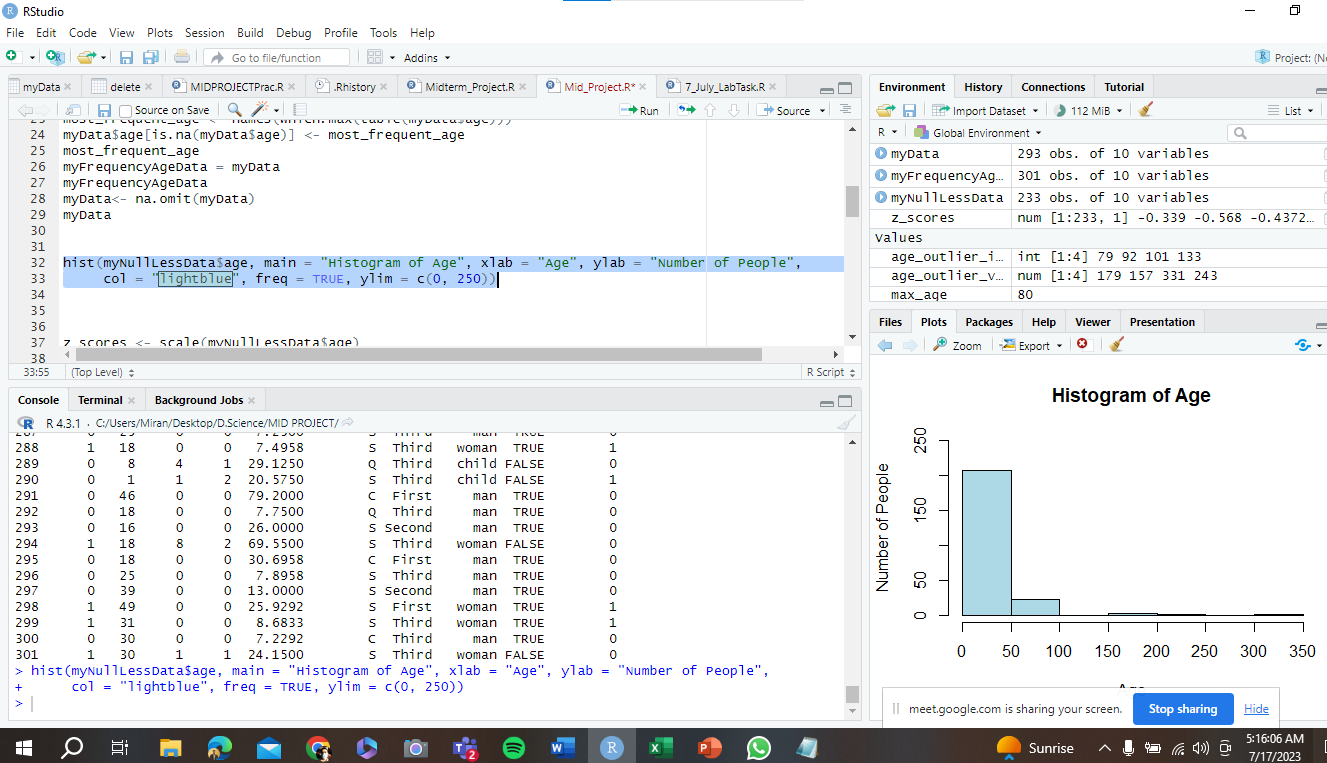 RStudio
File Edit Code View Plots Session Build Debug Profile Tools Help
Go to file/function Addins Project: (No
myData delete MIDPROJECTPrac.R .Rhistory Midterm_Project.R Mid_Project.R* 7_July_LabTask.R
Source on Save Run Source
23 most_frequent_age <- names(which.max(table(myData$age)))
24 myData$age[is.na(myData$age)] <- most_frequent_age
25 most_frequent_age
26 myFrequencyAgeData = myData
27 myFrequencyAgeData
28 myData<- na.omit(myData)
29 myData
30
31
32 hist(myNullLessData$age, main = "Histogram of Age", xlab = "Age", ylab = "Number of People",
33 col = "lightblue", freq = TRUE, ylim = c(0, 250))
34
35
36
37 z_scores <- scale(myNullLessData$age)
38
33:55 (Top Level) R Script
Console Terminal Background Jobs
R 4.3.1 · C:/Users/Miran/Desktop/D.Science/MID PROJECT/
288 1 18 0 0 7.4958 S Third woman TRUE 1
289 0 8 4 1 29.1250 Q Third child FALSE 0
290 0 1 1 2 20.5750 S Third child FALSE 1
291 0 46 0 0 79.2000 C First man TRUE 0
292 0 18 0 0 7.7500 Q Third man TRUE 0
293 0 16 0 0 26.0000 S Second man TRUE 0
294 1 18 8 2 69.5500 S Third woman FALSE 0
295 0 18 0 0 30.6958 C First man TRUE 0
296 0 25 0 0 7.8958 S Third man TRUE 0
297 0 39 0 0 13.0000 S Second man TRUE 0
298 1 49 0 0 25.9292 S First woman TRUE 1
299 1 31 0 0 8.6833 S Third woman TRUE 1
300 0 30 0 0 7.2292 C Third man TRUE 0
301 1 30 1 1 24.1500 S Third woman FALSE 0
> hist(myNullLessData$age, main = "Histogram of Age", xlab = "Age", ylab = "Number of People",
+ col = "lightblue", freq = TRUE, ylim = c(0, 250))
>
Environment History Connections Tutorial
Import Dataset 112 MiB List
R Global Environment
myData 293 obs. of 10 variables
myFrequencyAg… 301 obs. of 10 variables
myNullLessData 233 obs. of 10 variables
z_scores num [1:233, 1] -0.339 -0.568 -0.4372…
Values
age_outlier_i… int [1:4] 79 92 101 133
age_outlier_v… num [1:4] 179 157 331 243
max_age 80
Files Plots Packages Help Viewer Presentation
Zoom Export
Histogram of Age
Number of People
250
150
50
0
0 50 100 150 200 250 300 350
Age
meet.google.com is sharing your screen. Stop sharing Hide
2 Sunrise 5:16:06 AM
7/17/2023